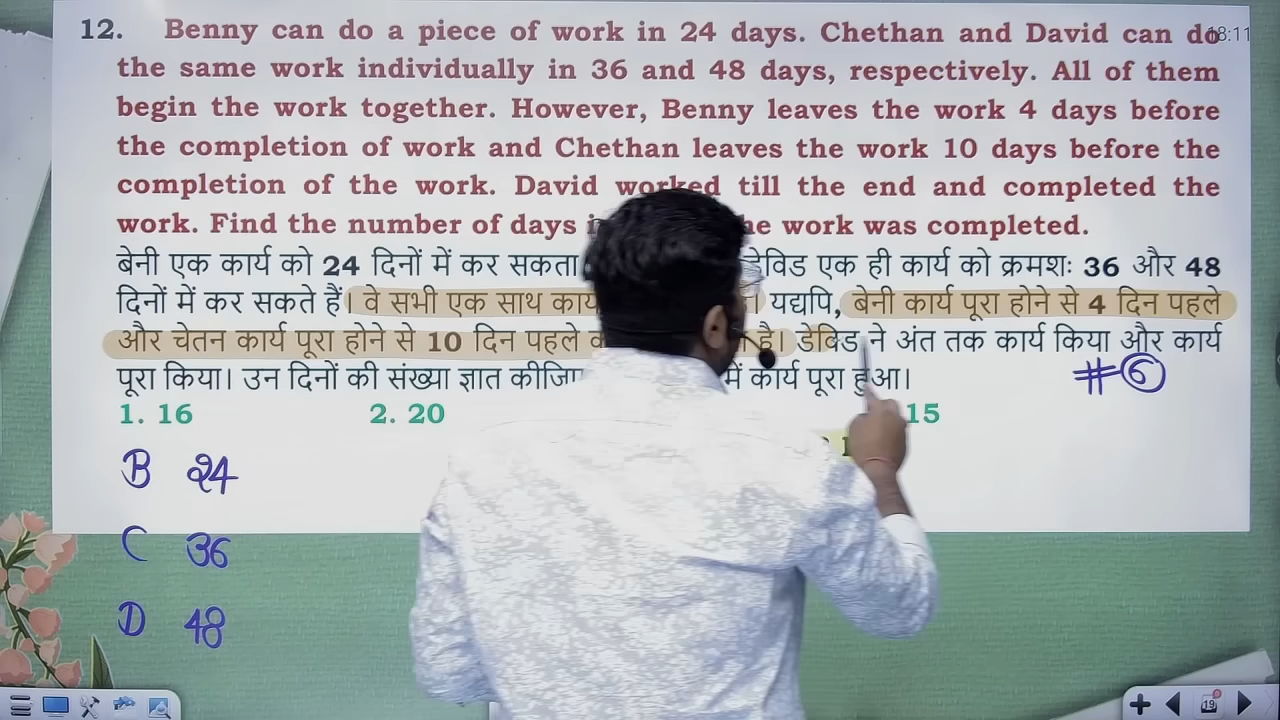 12. Benny can do a piece of work in 24 days. Chethan and David can do
18:11
the same work individually in 36 and 48 days, respectively. All of them
begin the work together. However, Benny leaves the work 4 days before
the completion of work and Chethan leaves the work 10 days before the
completion of the work. David worked till the end and completed the
work. Find the number of days work was completed.
बेनी एक कार्य को 24 दिनों में कर सकता डेविड एक ही कार्य को क्रमशः 36 और 48
दिनों में कर सकते हैं। वे सभी एक साथ यद्यपि, बेनी कार्य पूरा होने से 4 दिन पहले
और चेतन कार्य पूरा होने से 10 दिन पहले है। डेविड ने अंत तक कार्य किया और कार्य
पूरा किया। उन दिनों की संख्या ज्ञात में कार्य पूरा हुआ।
#6
1. 16 2. 20 15
B 24
C 36
D 48
19